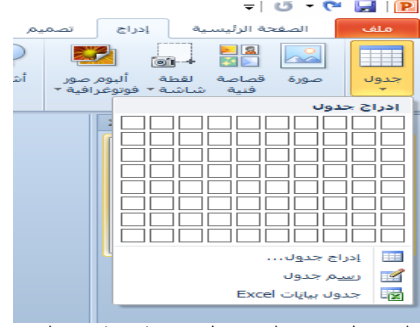 ملف الصفحة الرئيسية إدراج تصميم
جدول صورة قصاصة فنية لقطة شاشة ألبوم صور فوتوغرافية
إدراج جدول
إدراج جدول...
رسم جدول
جدول بيانات Excel